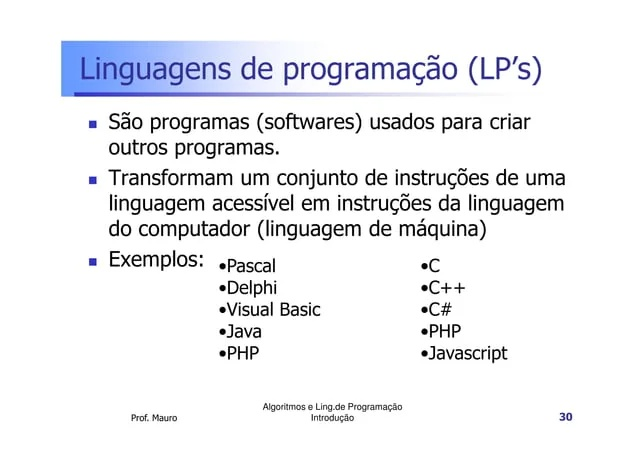 Linguagens de programação (LP’s)
São programas (softwares) usados para criar
outros programas.
Transformam um conjunto de instruções de uma
linguagem acessível em instruções da linguagem
do computador (linguagem de máquina)
Exemplos:
•Pascal
•Delphi
•Visual Basic
•Java
•PHP
•C
•C++
•C#
•PHP
•Javascript
Prof. Mauro
Algoritmos e Ling.de Programação
Introdução
30